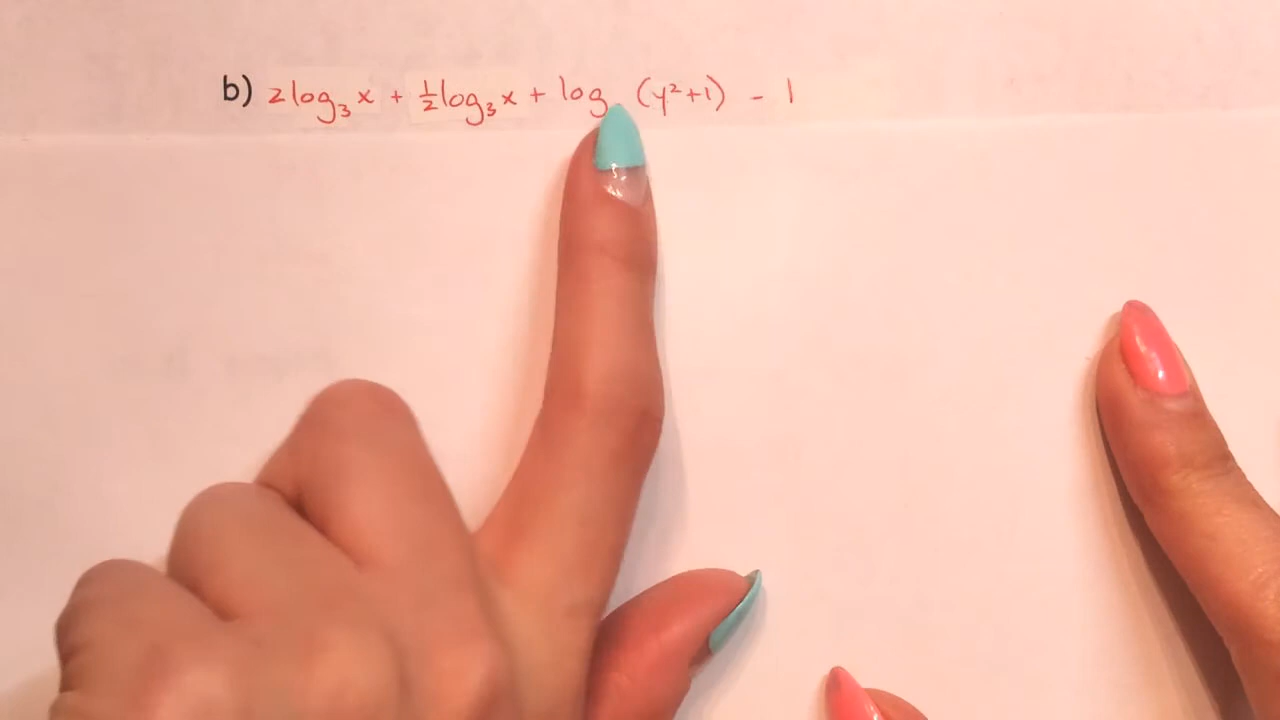 b) 2log₃x + ½log₃x + log (y²+1) - 1